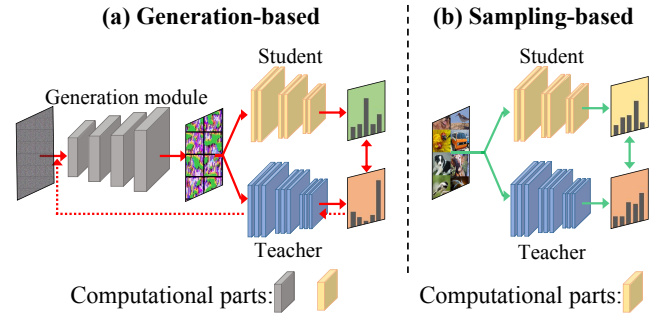 (a) Generation-based
Student
Generation module
Teacher
Computational parts:
(b) Sampling-based
Student
Teacher
Computational parts: